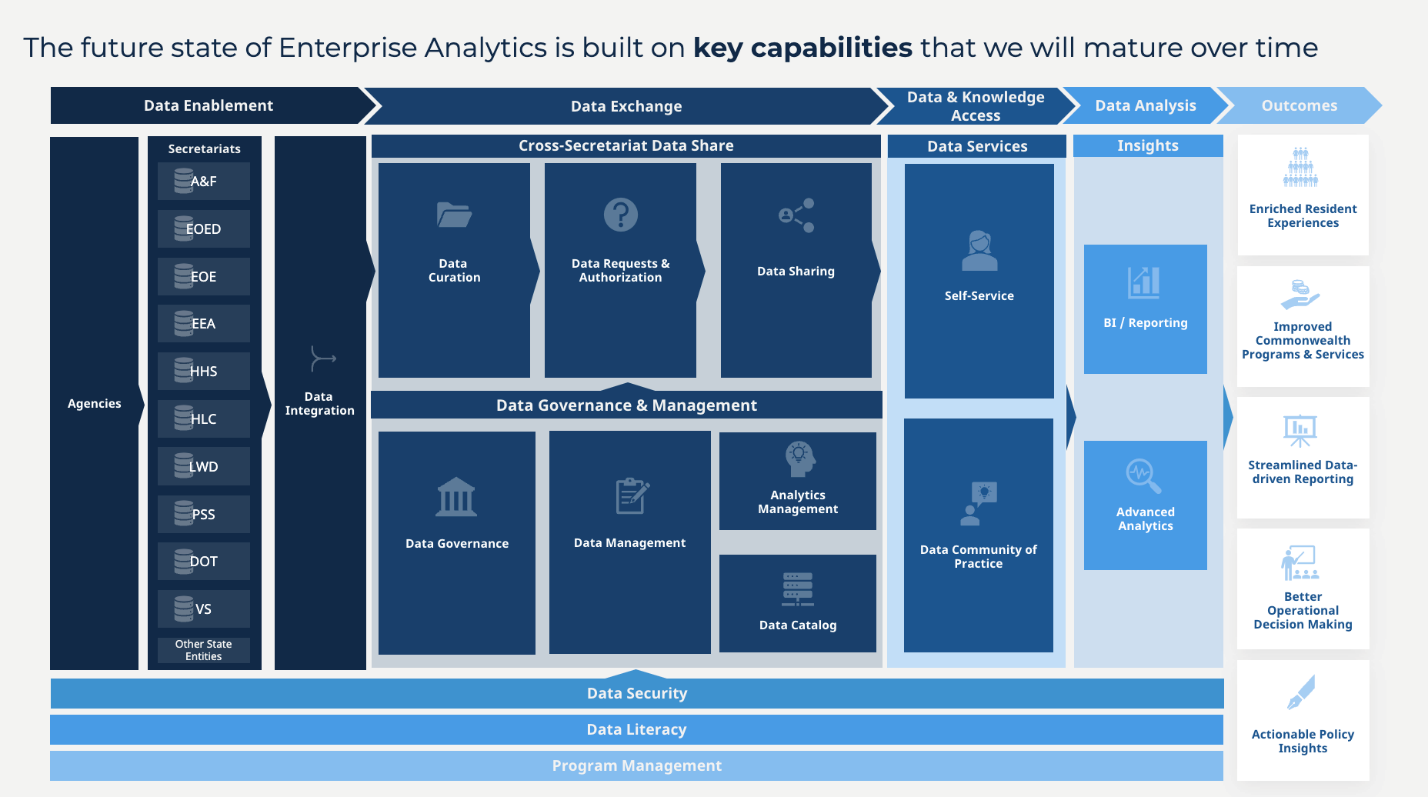 The future state of Enterprise Analytics is built on key capabilities that we will mature over time
Data Enablement
Data Exchange
Data & Knowledge
Access
Data Analysis
Outcomes
Agencies
Secretariats
A&F
EOED
EOE
EEA
HHS
HLC
LWD
PSS
DOT
VS
Other State
Entities
Data
Integration
Cross-Secretariat Data Share
Data
Curation
Data Requests &
Authorization
Data Sharing
Data Governance & Management
Data Governance
Data Management
Analytics
Management
Data Catalog
Data Services
Self-Service
Data Community of
Practice
Insights
BI / Reporting
Advanced
Analytics
Enriched Resident
Experiences
Improved
Commonwealth
Programs & Services
Streamlined Data-
driven Reporting
Better
Operational
Decision Making
Actionable Policy
Insights
Data Security
Data Literacy
Program Management